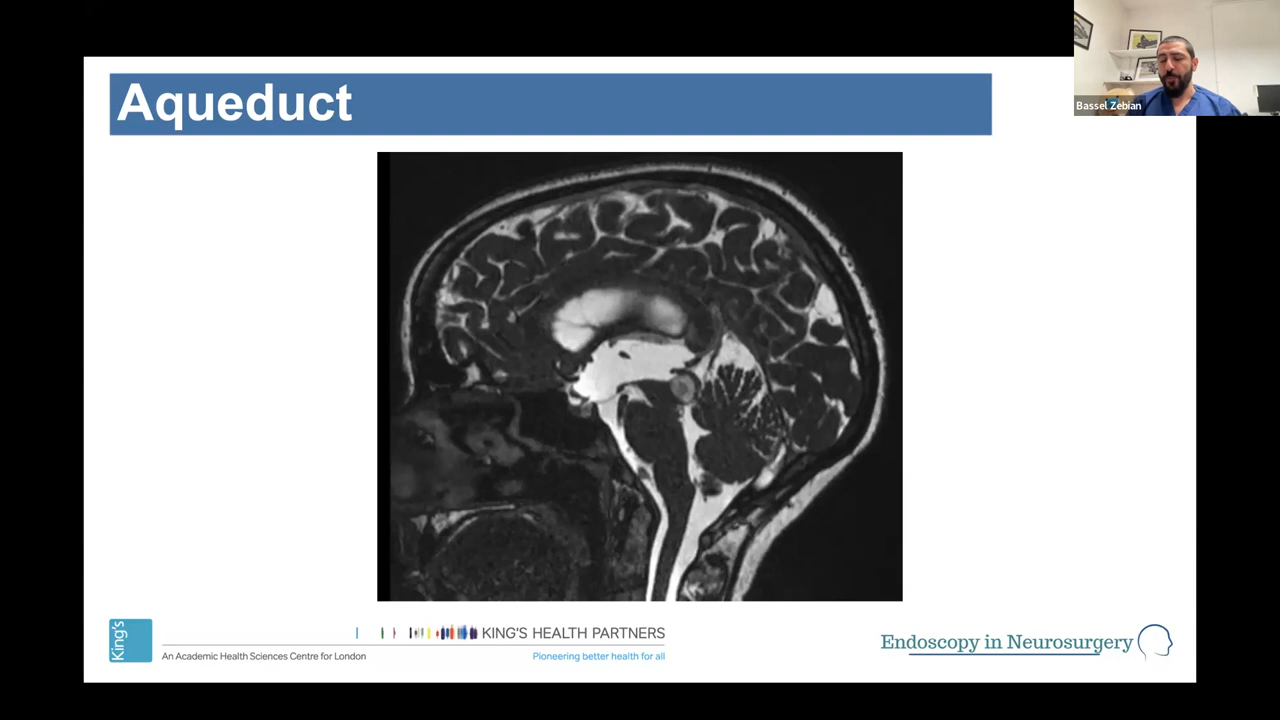 Aqueduct
Bassel Zebian
King's
KING'S HEALTH PARTNERS
An Academic Health Sciences Centre for London
Pioneering better health for all
Endoscopy in Neurosurgery